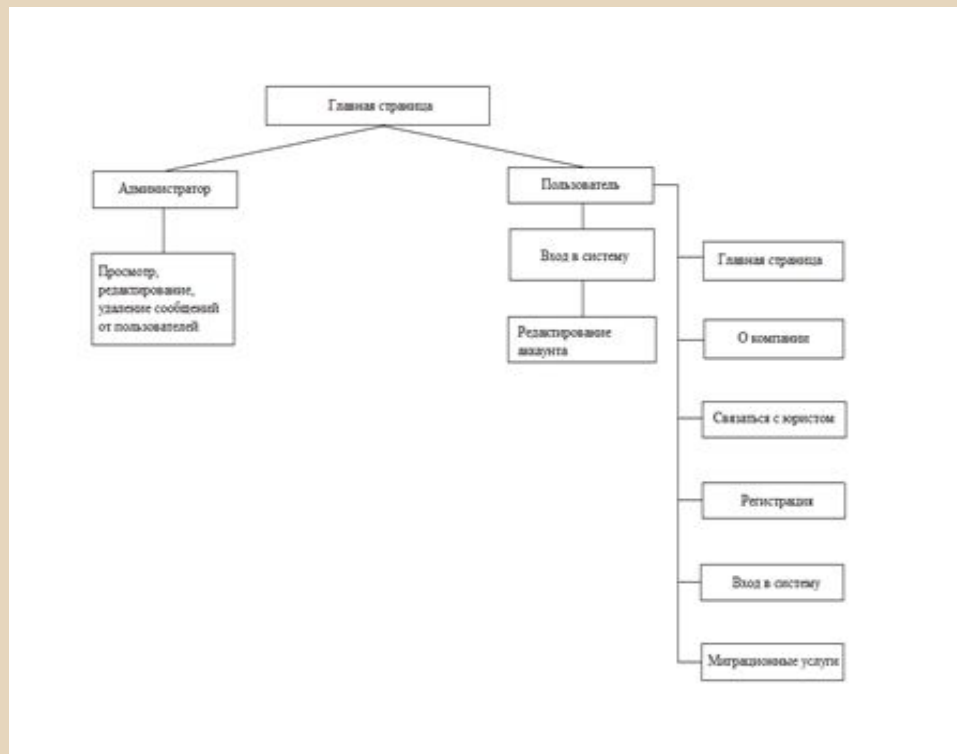 Главная страница
Администратор
Пользователь
Просмотр,
редактирование,
удаление сообщений
от пользователей
Вход в систему
Редактирование
аккаунта
Главная страница
О компании
Связаться с юристом
Регистрация
Вход в систему
Миграционные услуги